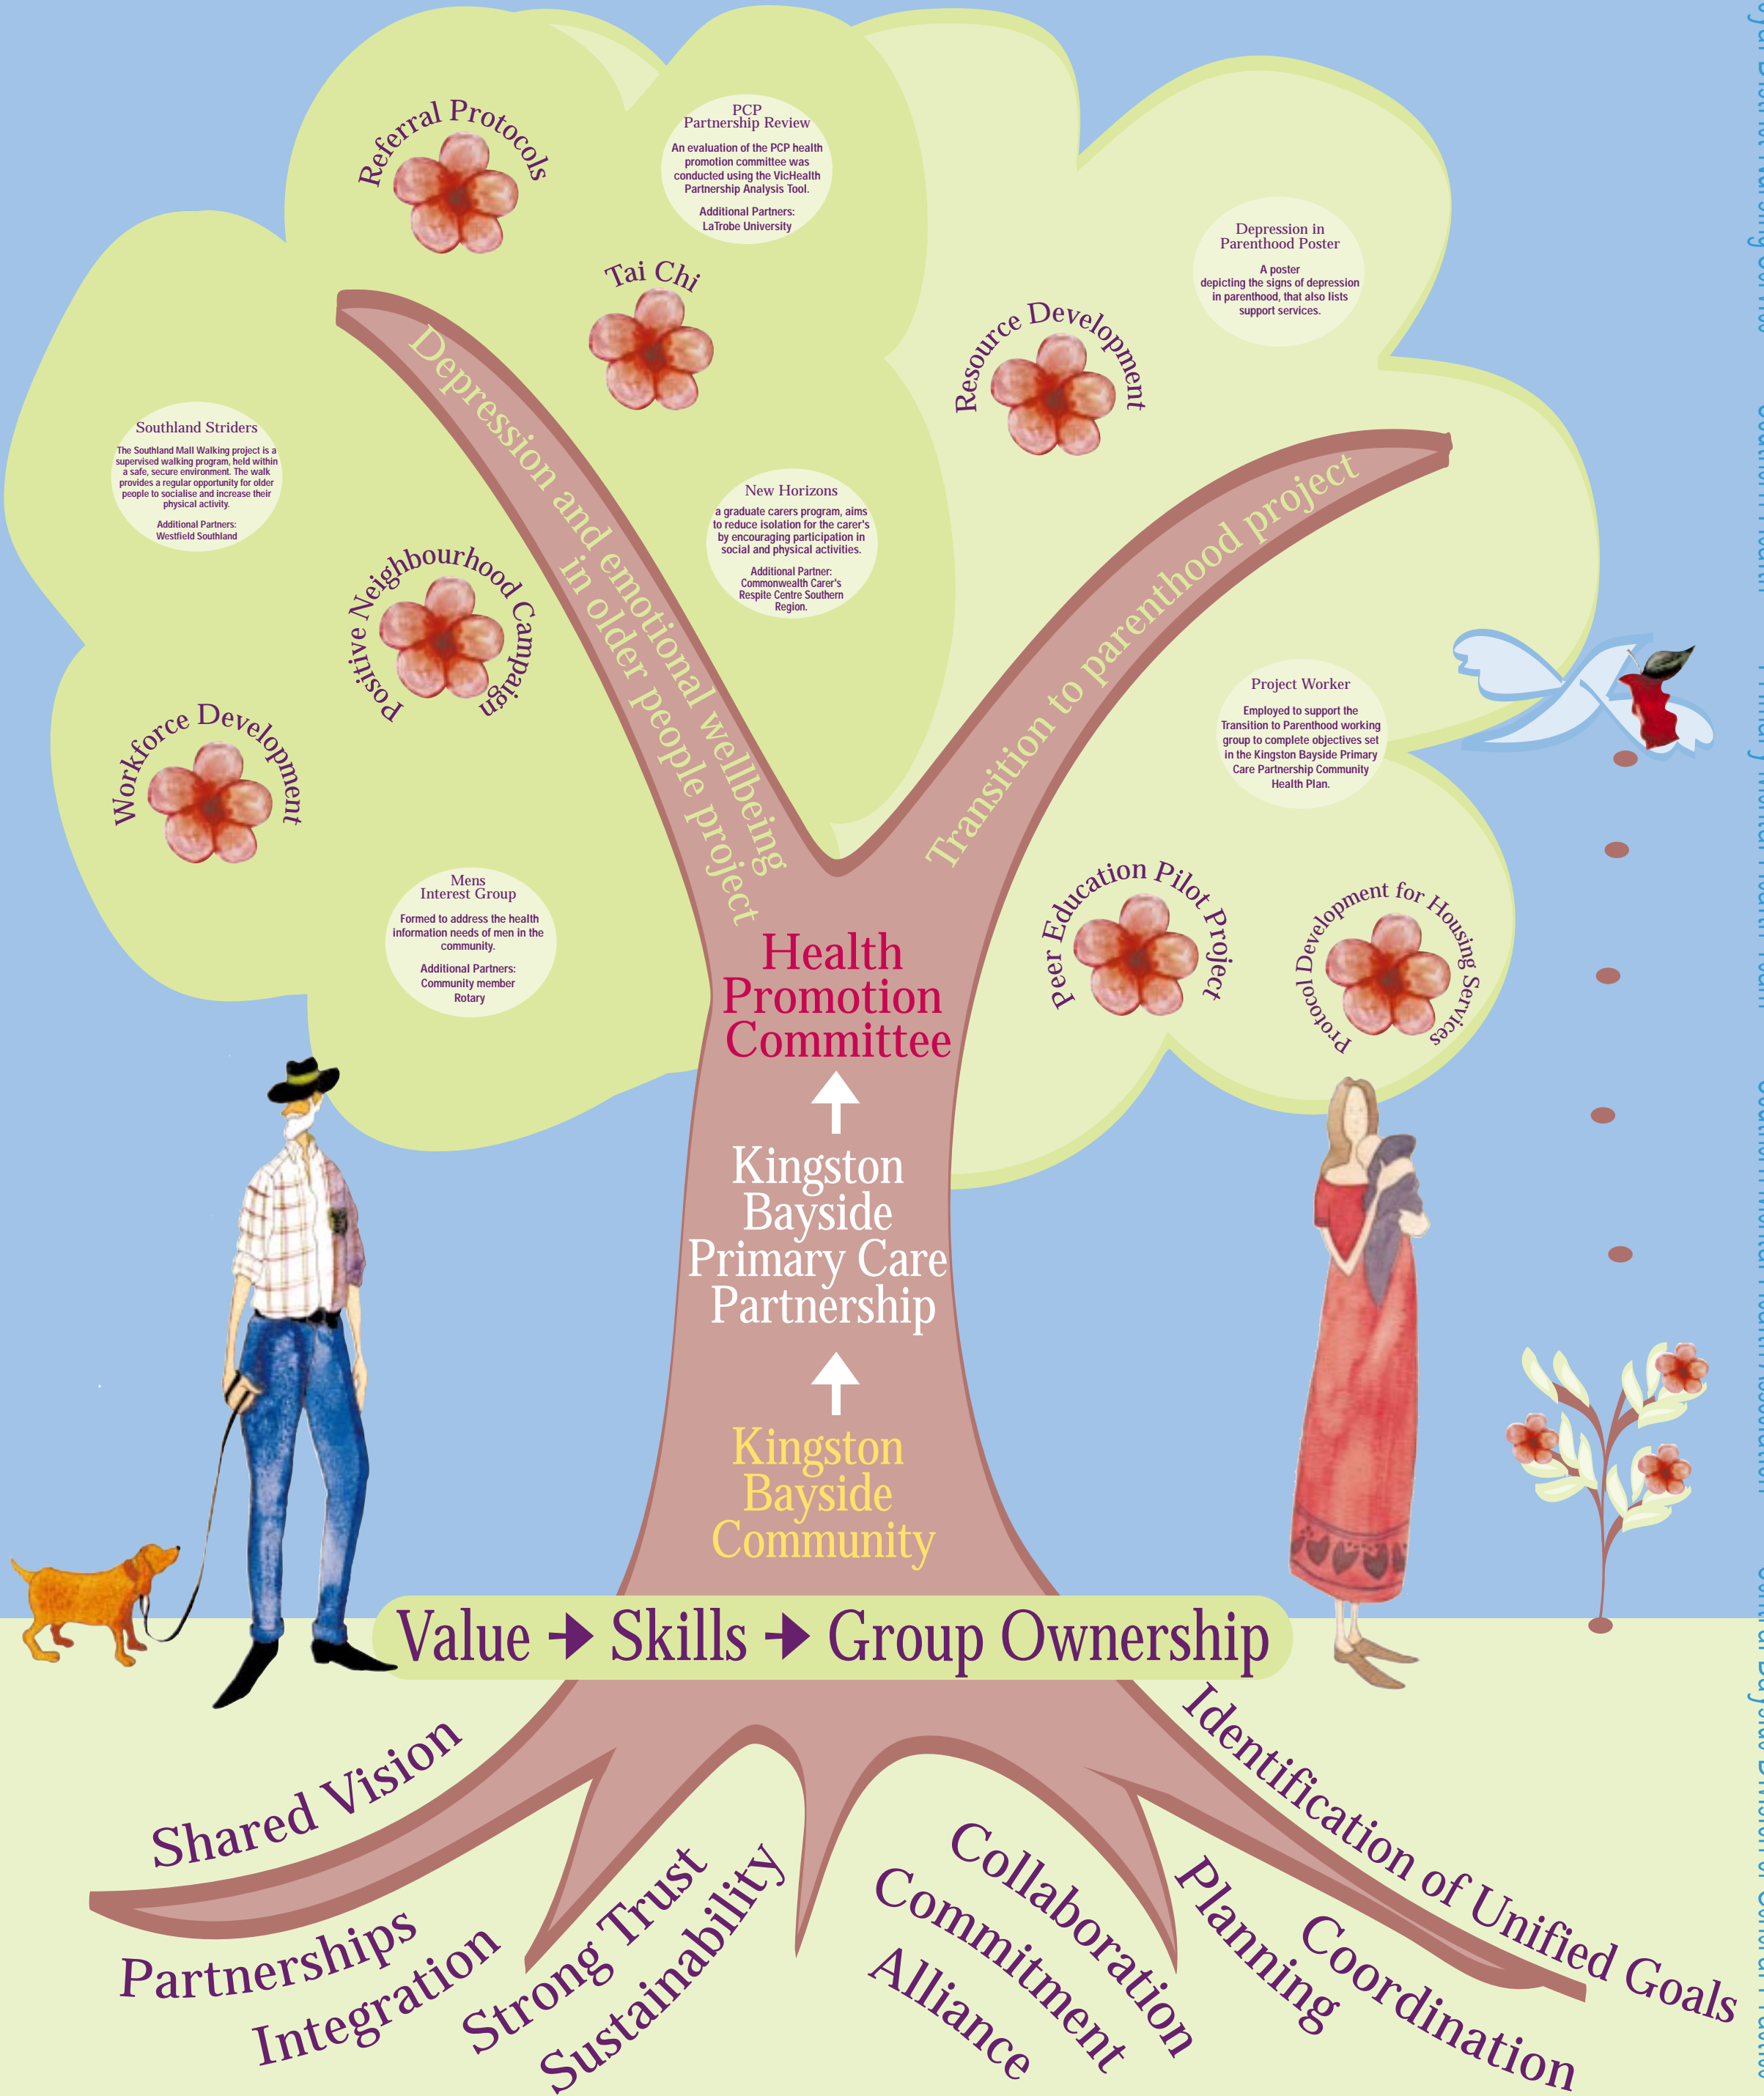 Referral Protocols
PCP
Partnership Review
An evaluation of the PCP health
promotion committee was
conducted using the VicHealth
Partnership Analysis Tool.
Additional Partners:
LaTrobe University
Tai Chi
Depression in
Parenthood Poster
A poster
depicting the signs of depression
in parenthood, that also lists
support services.
Resource Development
Southland Striders
The Southland Mall Walking project is a
supervised walking program, held within
a safe, secure environment. The walk
provides a regular opportunity for older
people to socialise and increase their
physical activity.
Additional Partners:
Westfield Southland
New Horizons
a graduate carers program, aims
to reduce isolation for the carer's
by encouraging participation in
social and physical activities.
Additional Partner:
Commonwealth Carer's
Respite Centre Southern
Region.
Depression and emotional wellbeing
in older people project
Transition to parenthood project
Positive Neighbourhood Campaign
Workforce Development
Project Worker
Employed to support the
Transition to Parenthood working
group to complete objectives set
in the Kingston Bayside Primary
Care Partnership Community
Health Plan.
Mens
Interest Group
Formed to address the health
information needs of men in the
community.
Additional Partners:
Community member
Rotary
Peer Education Pilot Project
Protocol Development for Housing Services
Health
Promotion
Committee
Kingston
Bayside
Primary Care
Partnership
Kingston
Bayside
Community
Value
Skills
Group Ownership
Shared Vision
Partnerships
Integration
Strong Trust
Sustainability
Collaboration
Commitment
Alliance
Identification of Unified Goals
Planning
Coordination